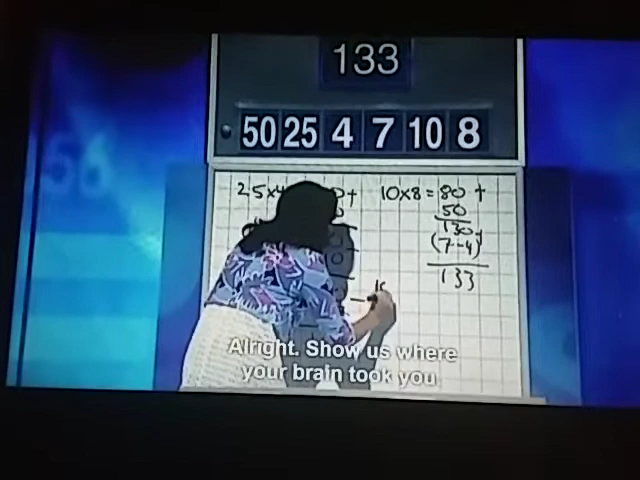 133
50 25 4 7 10 8
25x4
10x8=80+
50
130+
(7-4)
133
Alright. Show us where
your brain took you